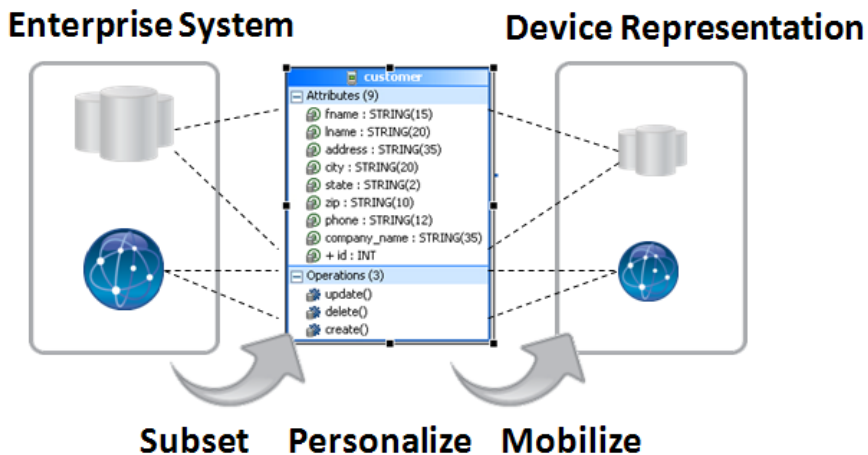 Enterprise System
Device Representation
customer
Attributes (9)
fname : STRING(15)
lname : STRING(20)
address : STRING(35)
city : STRING(20)
state : STRING(2)
zip : STRING(10)
phone : STRING(12)
company_name : STRING(35)
+ id : INT
Operations (3)
update()
delete()
create()
Subset Personalize Mobilize